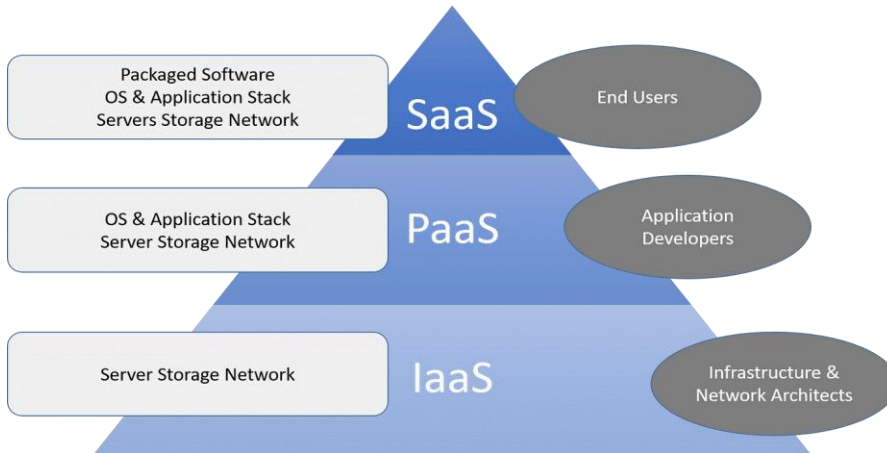 Packaged Software
OS & Application Stack
Servers Storage Network
SaaS
End Users
OS & Application Stack
Server Storage Network
PaaS
Application
Developers
Server Storage Network
IaaS
Infrastructure &
Network Architects